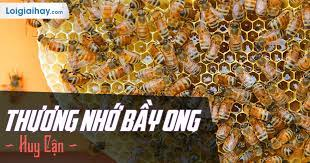 Loigiaihay.com
THƯƠNG NHỚ BẦY ONG
~ Huy Cận ~